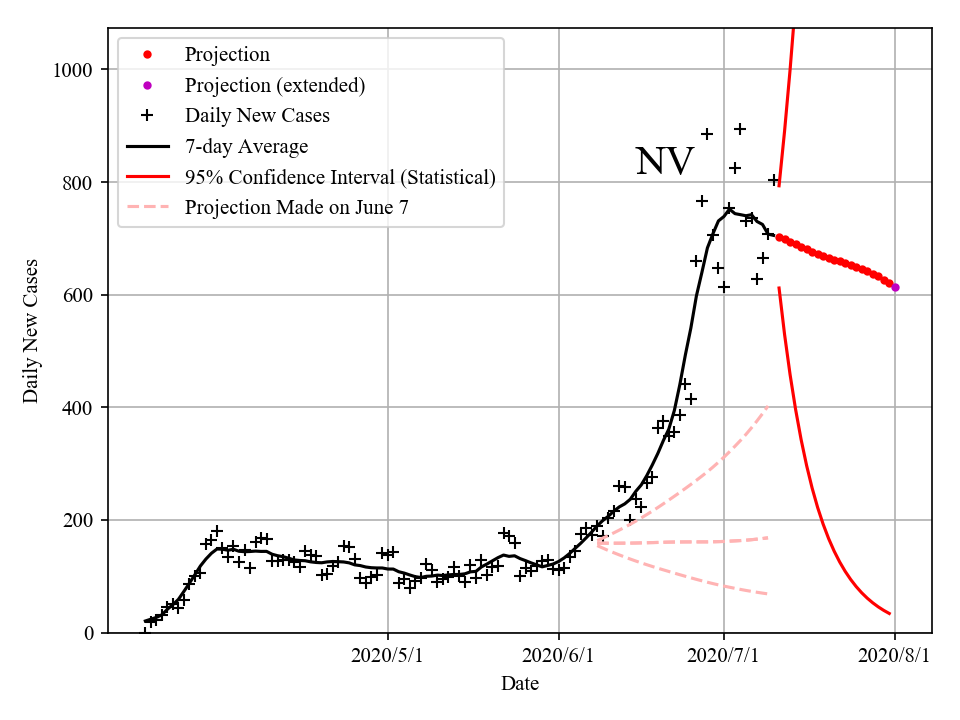 Projection
Projection (extended)
Daily New Cases
7-day Average
95% Confidence Interval (Statistical)
Projection Made on June 7
NV
1000
800
600
400
200
0
Daily New Cases
2020/5/1
2020/6/1
2020/7/1
2020/8/1
Date